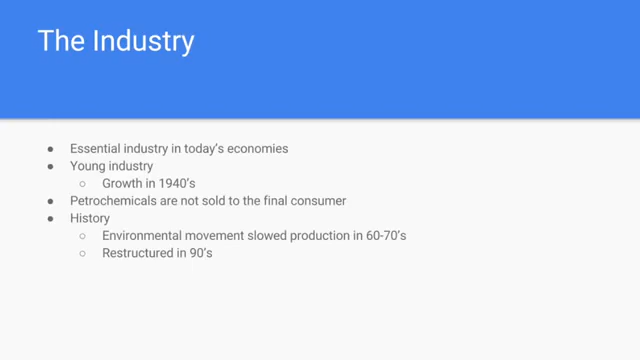 The Industry
● Essential industry in today's economies
● Young industry
○ Growth in 1940's
● Petrochemicals are not sold to the final consumer
● History
○ Environmental movement slowed production in 60-70's
○ Restructured in 90's